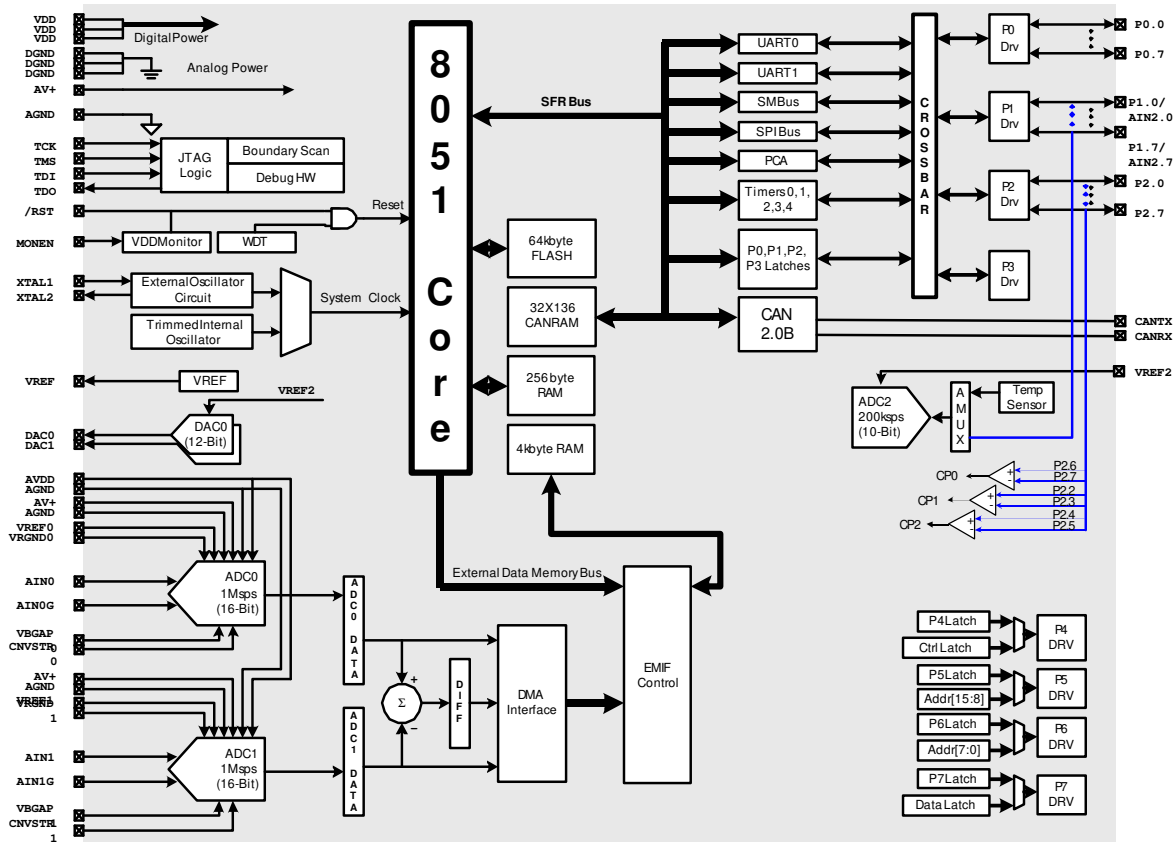 VDD
VDD
VDD
Digital Power
DGND
DGND
DGND
Analog Power
AV+
AGND
TCK
TMS
TDI
TDO
JTAG
Logic
Boundary Scan
Debug HW
/RST
MONEN
VDD Monitor
WDT
Reset
XTAL1
XTAL2
External Oscillator
Circuit
Trimmed Internal
Oscillator
System Clock
VREF
VREF
VREF2
DAC0
DAC1
DAC0
(12-Bit)
AVDD
AGND
AV+
AGND
VREF0
VRGND0
AIN0
AIN0G
VBGAP
CNVSTR
0
0
ADC0
1Msps
(16-Bit)
AV+
AGND
VRGND
1
AIN1
AIN1G
VBGAP
CNVSTR
1
1
ADC1
1Msps
(16-Bit)
ADC0 DATA
ADC1 DATA
+
Σ
−
DIFF
DMA
Interface
External Data Memory Bus
EMIF
Control
8051 Core
SFR Bus
64kbyte
FLASH
32X136
CANRAM
256 byte
RAM
4kbyte RAM
UART0
UART1
SMBus
SPI Bus
PCA
Timers 0, 1,
2,3,4
P0, P1, P2,
P3 Latches
CAN
2.0B
CROSSBAR
P0
Drv
P1
Drv
P2
Drv
P3
Drv
P0.0
P0.7
P1.0/
AIN2.0
P1.7/
AIN2.7
P2.0
P2.7
CANTX
CANRX
VREF2
ADC2
200ksps
(10-Bit)
AMUX
Temp
Sensor
CP0
+
-
P2.6
P2.7
CP1
+
-
P2.2
P2.3
CP2
+
-
P2.4
P2.5
P4 Latch
Ctrl Latch
P4
DRV
P5 Latch
Addr[15:8]
P5
DRV
P6 Latch
Addr[7:0]
P6
DRV
P7 Latch
Data Latch
P7
DRV